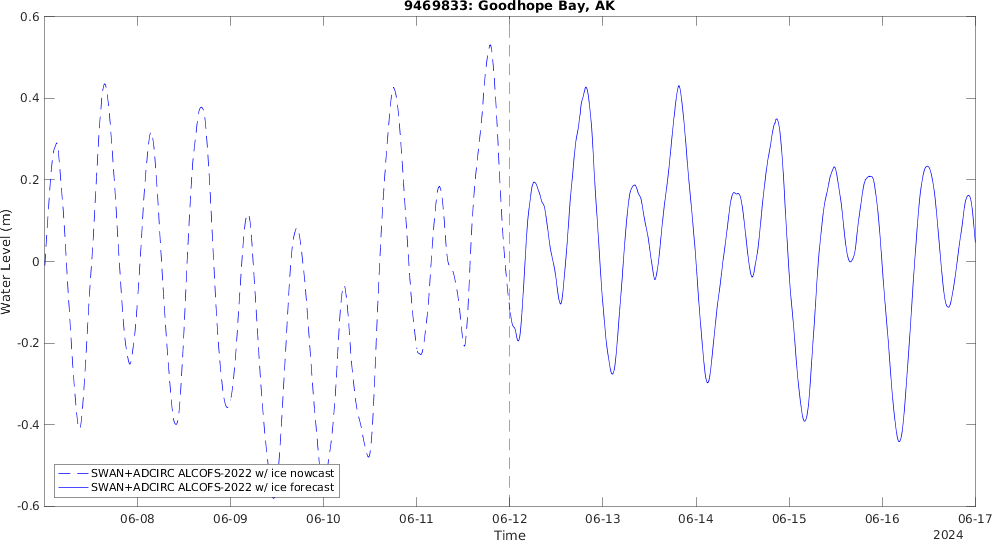 9469833: Goodhope Bay, AK
0.6
0.4
0.2
0
-0.2
-0.4
-0.6
Water Level (m)
SWAN+ADCIRC ALCOFS-2022 w/ ice nowcast
SWAN+ADCIRC ALCOFS-2022 w/ ice forecast
06-08 06-09 06-10 06-11 06-12 06-13 06-14 06-15 06-16 06-17
Time
2024